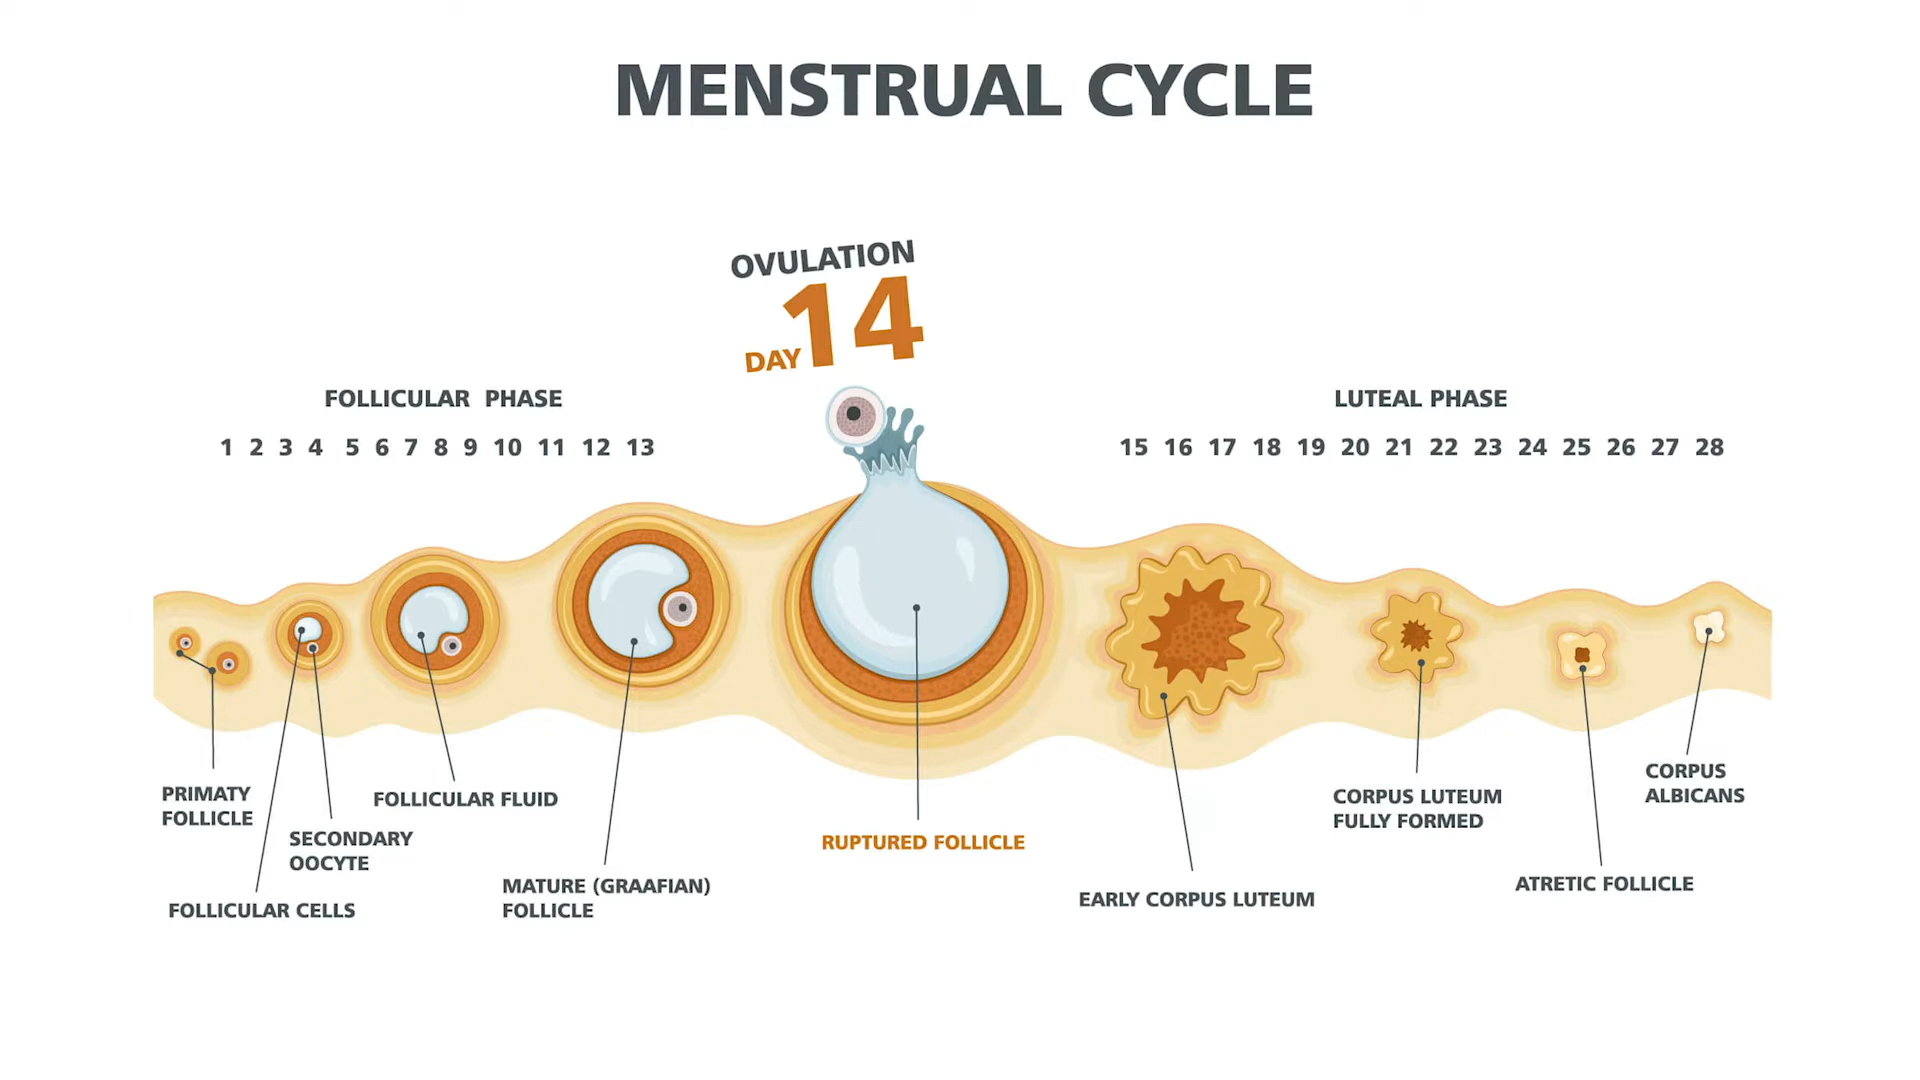 MENSTRUAL CYCLE
OVULATION
DAY 14
FOLLICULAR PHASE
1 2 3 4 5 6 7 8 9 10 11 12 13
LUTEAL PHASE
15 16 17 18 19 20 21 22 23 24 25 26 27 28
PRIMATY
FOLLICLE
FOLLICULAR CELLS
SECONDARY
OOCYTE
FOLLICULAR FLUID
MATURE (GRAAFIAN)
FOLLICLE
RUPTURED FOLLICLE
EARLY CORPUS LUTEUM
CORPUS LUTEUM
FULLY FORMED
ATRETIC FOLLICLE
CORPUS
ALBICANS